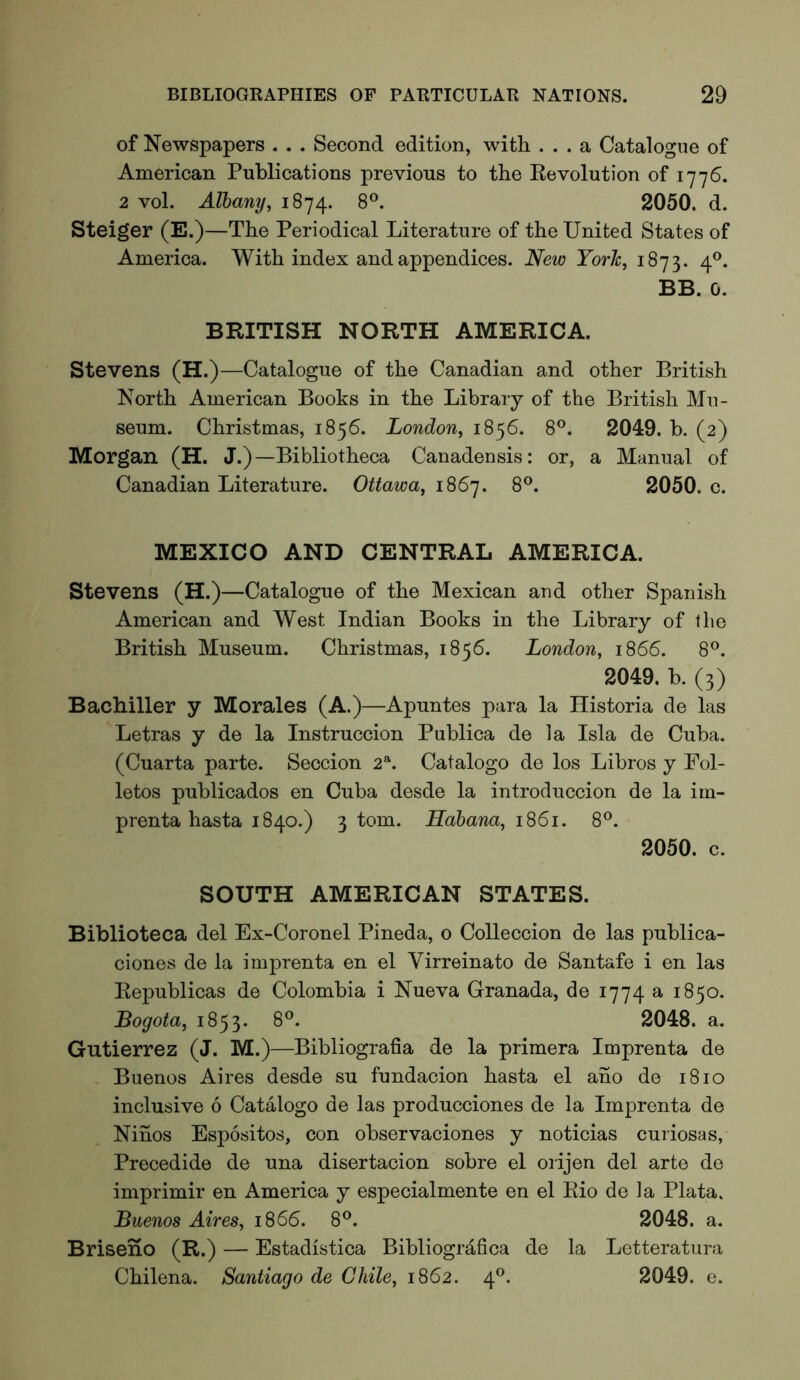 BIBLIOGRAPHIES OF PARTICULAR NATIONS. 29
of Newspapers . . . Second edition, with . . . a Catalogue of
American Publications previous to the Revolution of 1776.
2 vol. Albany, 1874. 8⁰. 2050. d.
Steiger (E.)—The Periodical Literature of the United States of
America. With index and appendices. New York, 1873. 4⁰.
BB. o.
BRITISH NORTH AMERICA.
Stevens (H.)—Catalogue of the Canadian and other British
North American Books in the Library of the British Mu-
seum. Christmas, 1856. London, 1856. 8⁰. 2049. b. (2)
Morgan (H. J.)—Bibliotheca Canadensis: or, a Manual of
Canadian Literature. Ottawa, 1867. 8⁰. 2050. c.
MEXICO AND CENTRAL AMERICA.
Stevens (H.)—Catalogue of the Mexican and other Spanish
American and West Indian Books in the Library of the
British Museum. Christmas, 1856. London, 1866. 8⁰.
2049. b. (3)
Bachiller y Morales (A.)—Apuntes para la Historia de las
Letras y de la Instruccion Publica de la Isla de Cuba.
(Cuarta parte. Seccion 2ª. Catalogo de los Libros y Fol-
letos publicados en Cuba desde la introduccion de la im-
prenta hasta 1840.) 3 tom. Habana, 1861. 8⁰.
2050. c.
SOUTH AMERICAN STATES.
Biblioteca del Ex-Coronel Pineda, o Colleccion de las publica-
ciones de la imprenta en el Virreinato de Santafe i en las
Republicas de Colombia i Nueva Granada, de 1774 a 1850.
Bogota, 1853. 8⁰. 2048. a.
Gutierrez (J. M.)—Bibliografia de la primera Imprenta de
Buenos Aires desde su fundacion hasta el año de 1810
inclusive ó Catálogo de las producciones de la Imprenta de
Niños Espósitos, con observaciones y noticias curiosas,
Precedide de una disertacion sobre el orijen del arte de
imprimir en America y especialmente en el Rio de la Plata.
Buenos Aires, 1866. 8⁰. 2048. a.
Briseño (R.) — Estadística Bibliográfica de la Letteratura
Chilena. Santiago de Chile, 1862. 4⁰. 2049. e.